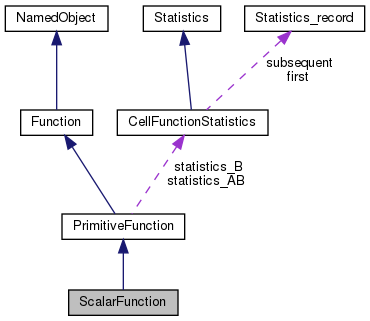 NamedObject
Statistics
Statistics_record
subsequent
first
Function
CellFunctionStatistics
statistics_B
statistics_AB
PrimitiveFunction
ScalarFunction